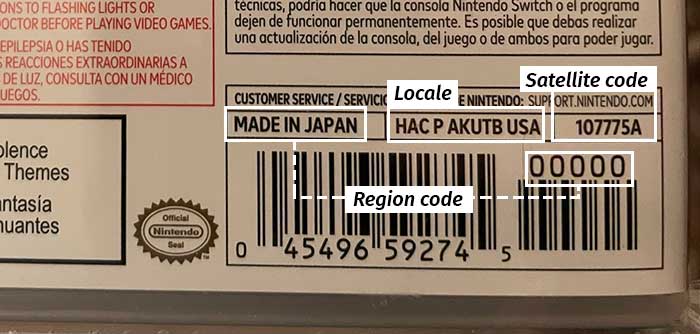 ONS TO FLASHING LIGHTS OR
OCTOR BEFORE PLAYING VIDEO GAMES.
EPILEPSIA O HAS TENIDO
S REACCIONES EXTRAORDINARIAS A
DE LUZ, CONSULTA CON UN MÉDICO
UEGOS.
olence
Themes
ntasía
nuantes
técnicas, podría hacer que la consola Nintendo Switch o el programa
dejen de funcionar permanentemente. Es posible que debas realizar
una actualización de la consola, del juego o de ambos para poder jugar.
Locale
Satellite code
CUSTOMER SERVICE / SERVICIO E NINTENDO: SUPPORT.NINTENDO.COM
MADE IN JAPAN HAC P AKUTB USA 107775A
00000
Region code
Official
Nintendo
Seal
TM
0 45496 59274 5